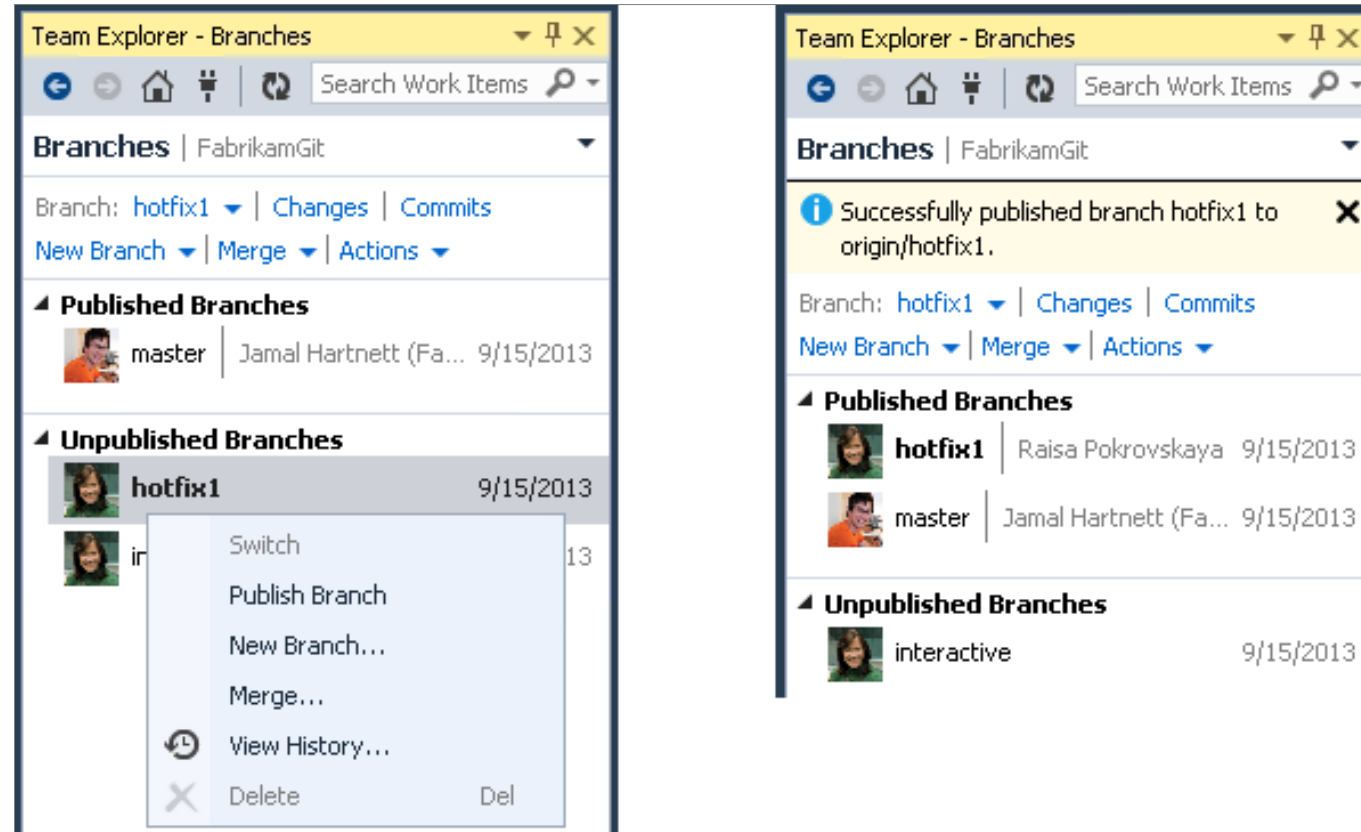 Team Explorer - Branches
Search Work Items
Branches | FabrikamGit
Branch: hotfix1 | Changes | Commits
New Branch | Merge | Actions
Published Branches
master | Jamal Hartnett (Fa... 9/15/2013
Unpublished Branches
hotfix1 9/15/2013
in 13
Switch
Publish Branch
New Branch...
Merge...
View History...
Delete Del
Team Explorer - Branches
Search Work Items
Branches | FabrikamGit
Successfully published branch hotfix1 to
origin/hotfix1.
Branch: hotfix1 | Changes | Commits
New Branch | Merge | Actions
Published Branches
hotfix1 | Raisa Pokrovskaya 9/15/2013
master | Jamal Hartnett (Fa... 9/15/2013
Unpublished Branches
interactive 9/15/2013